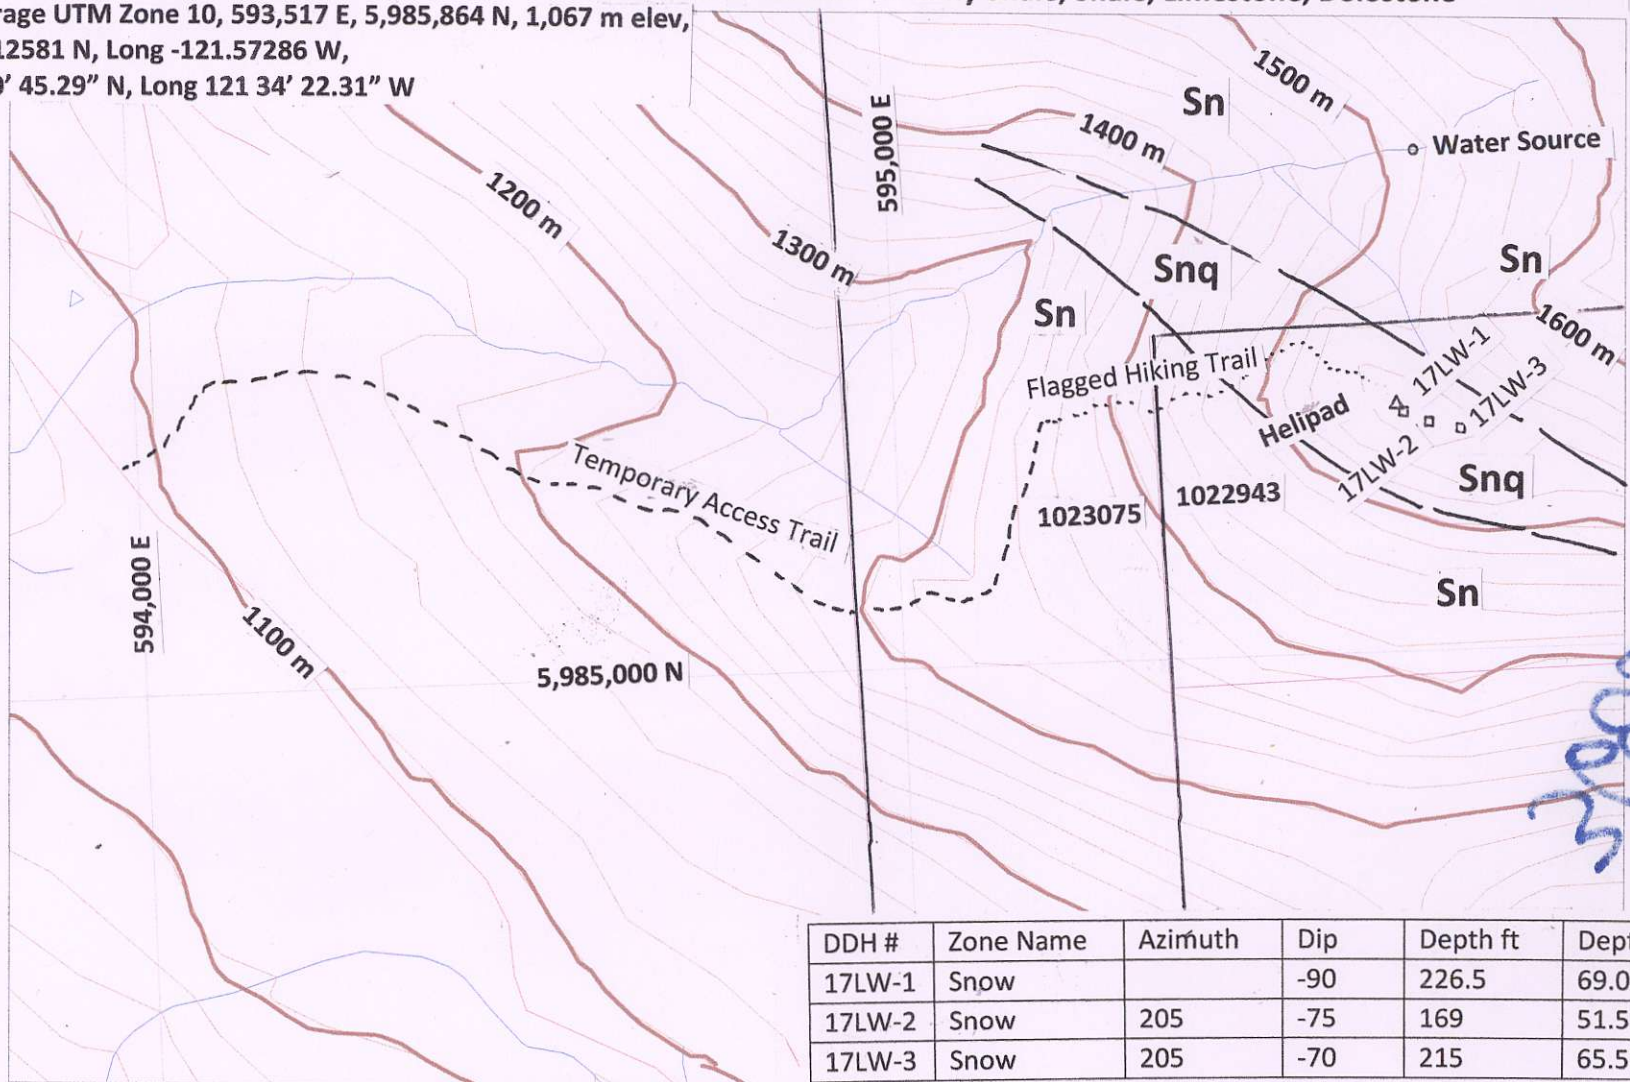 UTM Zone 10, 593,517 E, 5,985,864 N, 1,067 m elev,
N, Long -121.57286 W,
45.29” N, Long 121 34’ 22.31” W
1500 m
Sn
595,000 E
1400 m
Water Source
1200 m
1300 m
Snq
Sn
Sn
1600 m
17LW-1
Flagged Hiking Trail
17LW-3
Helipad
17LW-2
Snq
Temporary Access Trail
1022943
1023075
594,000 E
Sn
1100 m
5,985,000 N
DDH # Zone Name Azimuth Dip Depth ft
17LW-1 Snow -90 226.5 69.0
17LW-2 Snow 205 -75 169 51.5
17LW-3 Snow 205 -70 215 65.5